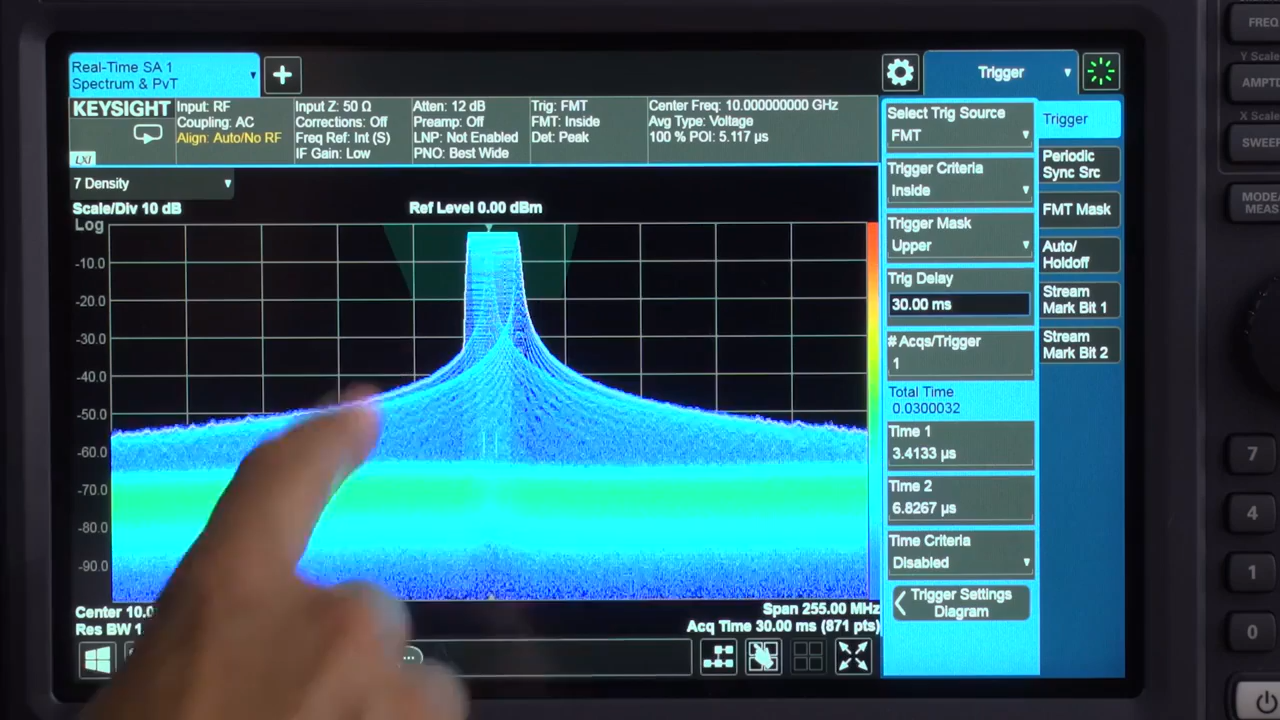 Real-Time SA 1
Spectrum & PvT
Trigger
KEYSIGHT
LXI
Input: RF
Coupling: AC
Align: Auto/No RF
Input Z: 50 Ω
Corrections: Off
Freq Ref: Int (S)
IF Gain: Low
Atten: 12 dB
Preamp: Off
LNP: Not Enabled
PNO: Best Wide
Trig: FMT
FMT: Inside
Det: Peak
Center Freq: 10.000000000 GHz
Avg Type: Voltage
100 % POI: 5.117 µs
7 Density
Scale/Div 10 dB
Ref Level 0.00 dBm
Log
-10.0
-20.0
-30.0
-40.0
-50.0
-60.0
-70.0
-80.0
-90.0
Center 10.0
Res BW 1.
Span 255.00 MHz
Acq Time 30.00 ms (871 pts)
Select Trig Source
FMT
Trigger Criteria
Inside
Trigger Mask
Upper
Trig Delay
30.00 ms
# Acqs/Trigger
1
Total Time
0.0300032
Time 1
3.4133 µs
Time 2
6.8267 µs
Time Criteria
Disabled
Trigger Settings
Diagram
Trigger
Periodic
Sync Src
FMT Mask
Auto/
Holdoff
Stream
Mark Bit 1
Stream
Mark Bit 2
FREQ
Y Scale
AMPTD
X Scale
SWEEP
MODE/
MEAS
7
4
1
0